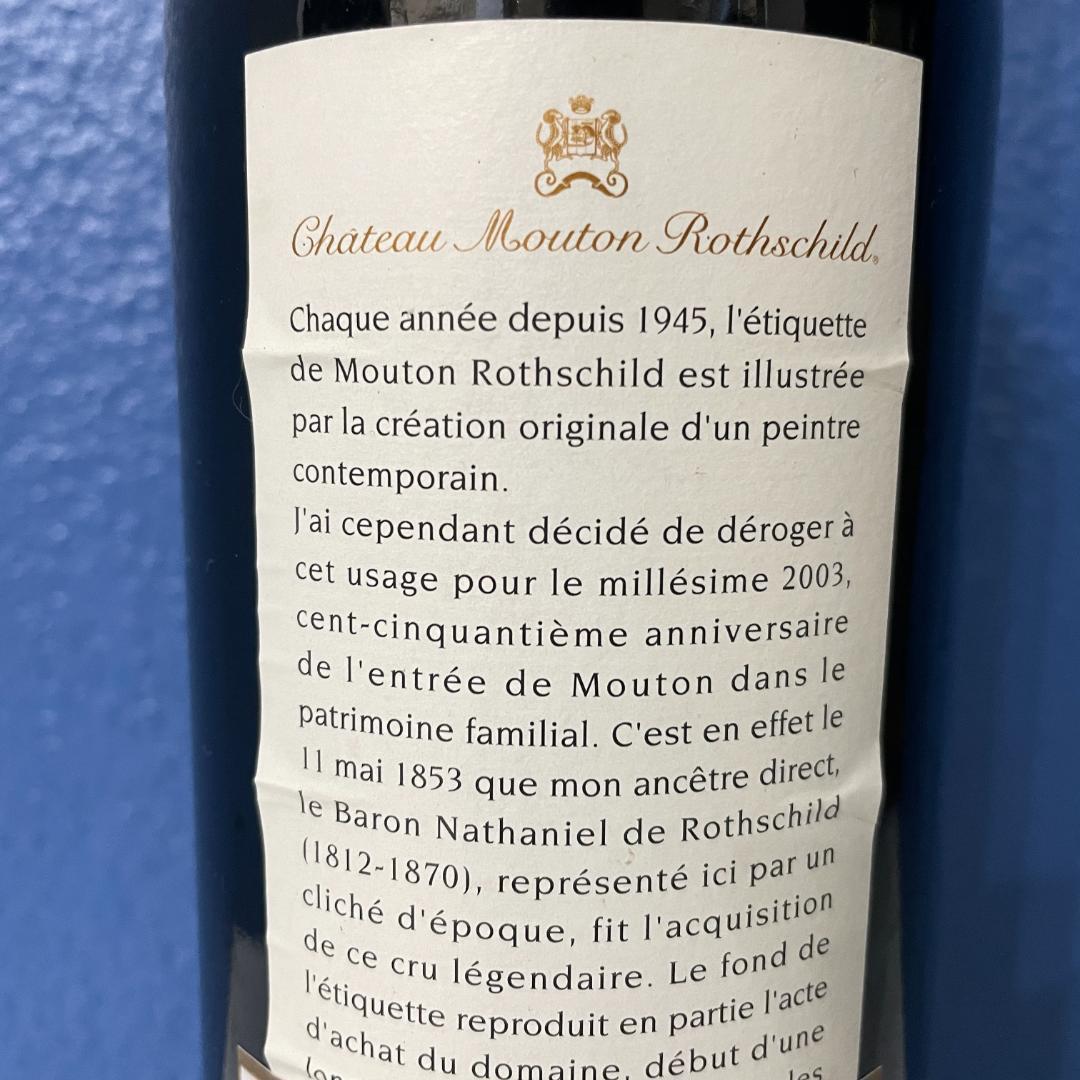 Château Mouton Rothschild®
Chaque année depuis 1945, l'étiquette
de Mouton Rothschild est illustrée
par la création originale d'un peintre
contemporain.
J'ai cependant décidé de déroger à
cet usage pour le millésime 2003,
cent-cinquantième anniversaire
de l'entrée de Mouton dans le
patrimoine familial. C'est en effet le
11 mai 1853 que mon ancêtre direct,
le Baron Nathaniel de Rothschild
(1812-1870), représenté ici par un
cliché d'époque, fit l'acquisition
de ce cru légendaire. Le fond de
l'étiquette reproduit en partie l'acte
d'achat du domaine, début d'une
les